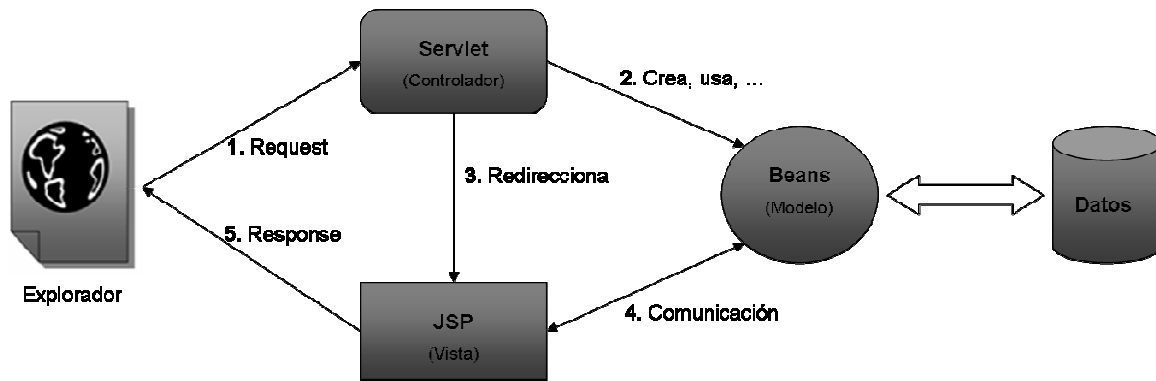 Servlet
(Controlador)
2. Crea, usa, ...
1. Request
3. Redirecciona
Beans
(Modelo)
Datos
5. Response
Explorador
JSP
(Vista)
4. Comunicación